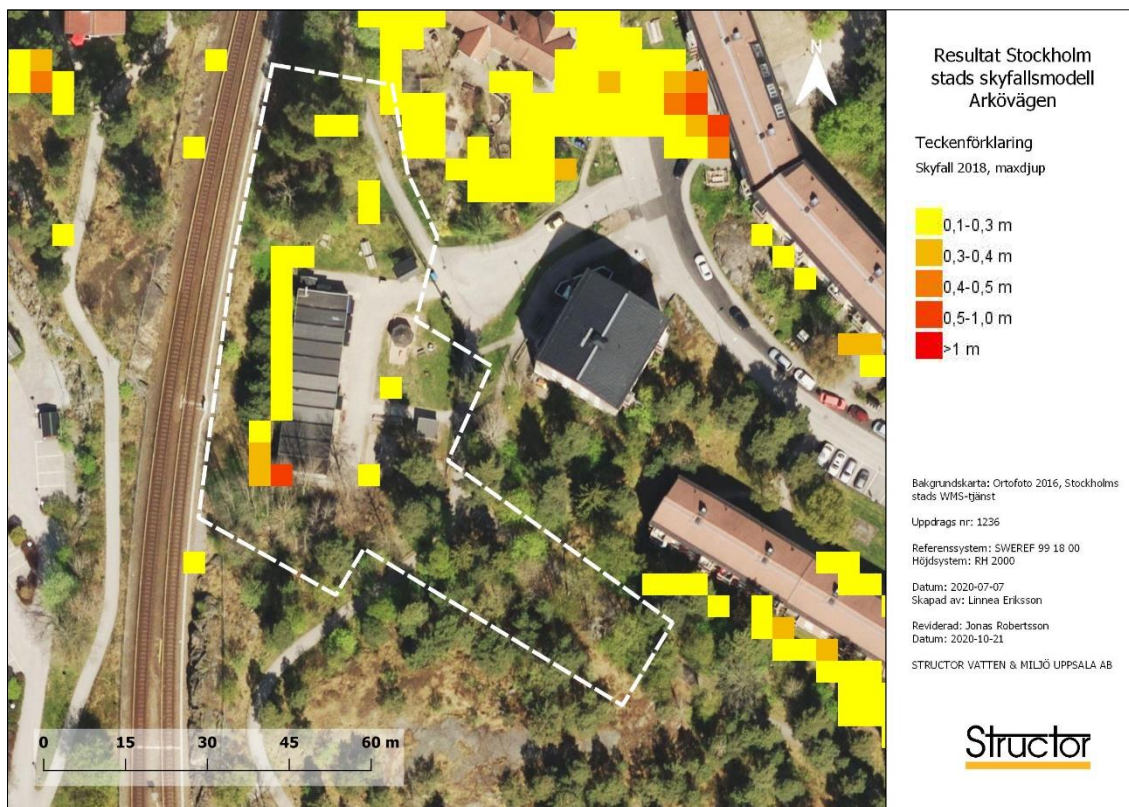 Resultat Stockholm
stads skyfallsmodell
Arkövägen
N
Teckenförklaring
Skyfall 2018, maxdjup
0,1-0,3 m
0,3-0,4 m
0,4-0,5 m
0,5-1,0 m
>1 m
Bakgrundskarta: Ortofoto 2016, Stockholms
stads WMS-tjänst
Uppdrags nr: 1236
Referenssystem: SWEREF 99 18 00
Höjdsystem: RH 2000
Datum: 2020-07-07
Skapad av: Linnea Eriksson
Reviderad: Jonas Robertsson
Datum: 2020-10-21
STRUCTOR VATTEN & MILJÖ UPPSALA AB
Structor
0 15 30 45 60 m